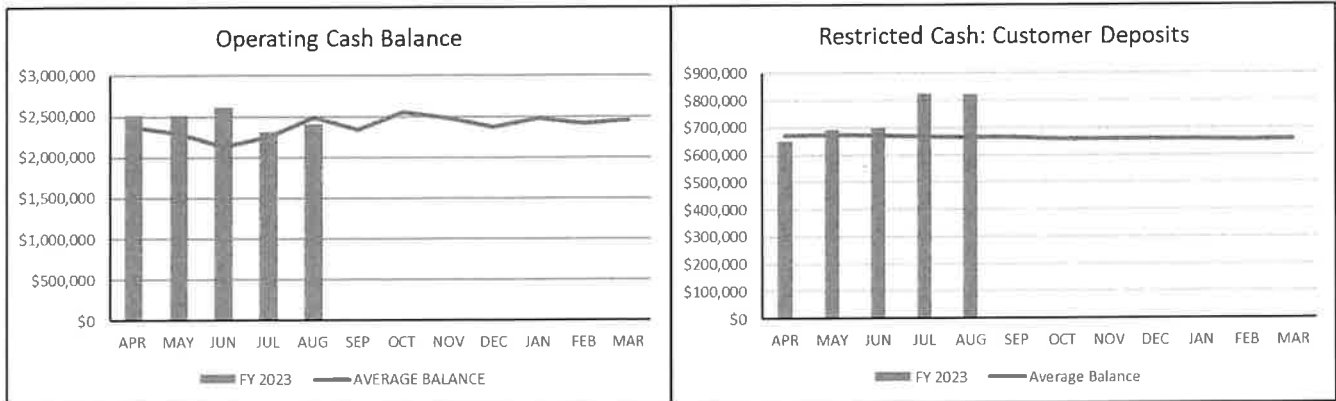 Operating Cash Balance
$3,000,000
$2,500,000
$2,000,000
$1,500,000
$1,000,000
$500,000
$0
APR MAY JUN JUL AUG SEP OCT NOV DEC JAN FEB MAR
FY 2023 AVERAGE BALANCE
Restricted Cash: Customer Deposits
$900,000
$800,000
$700,000
$600,000
$500,000
$400,000
$300,000
$200,000
$100,000
$0
APR MAY JUN JUL AUG SEP OCT NOV DEC JAN FEB MAR
FY 2023 Average Balance